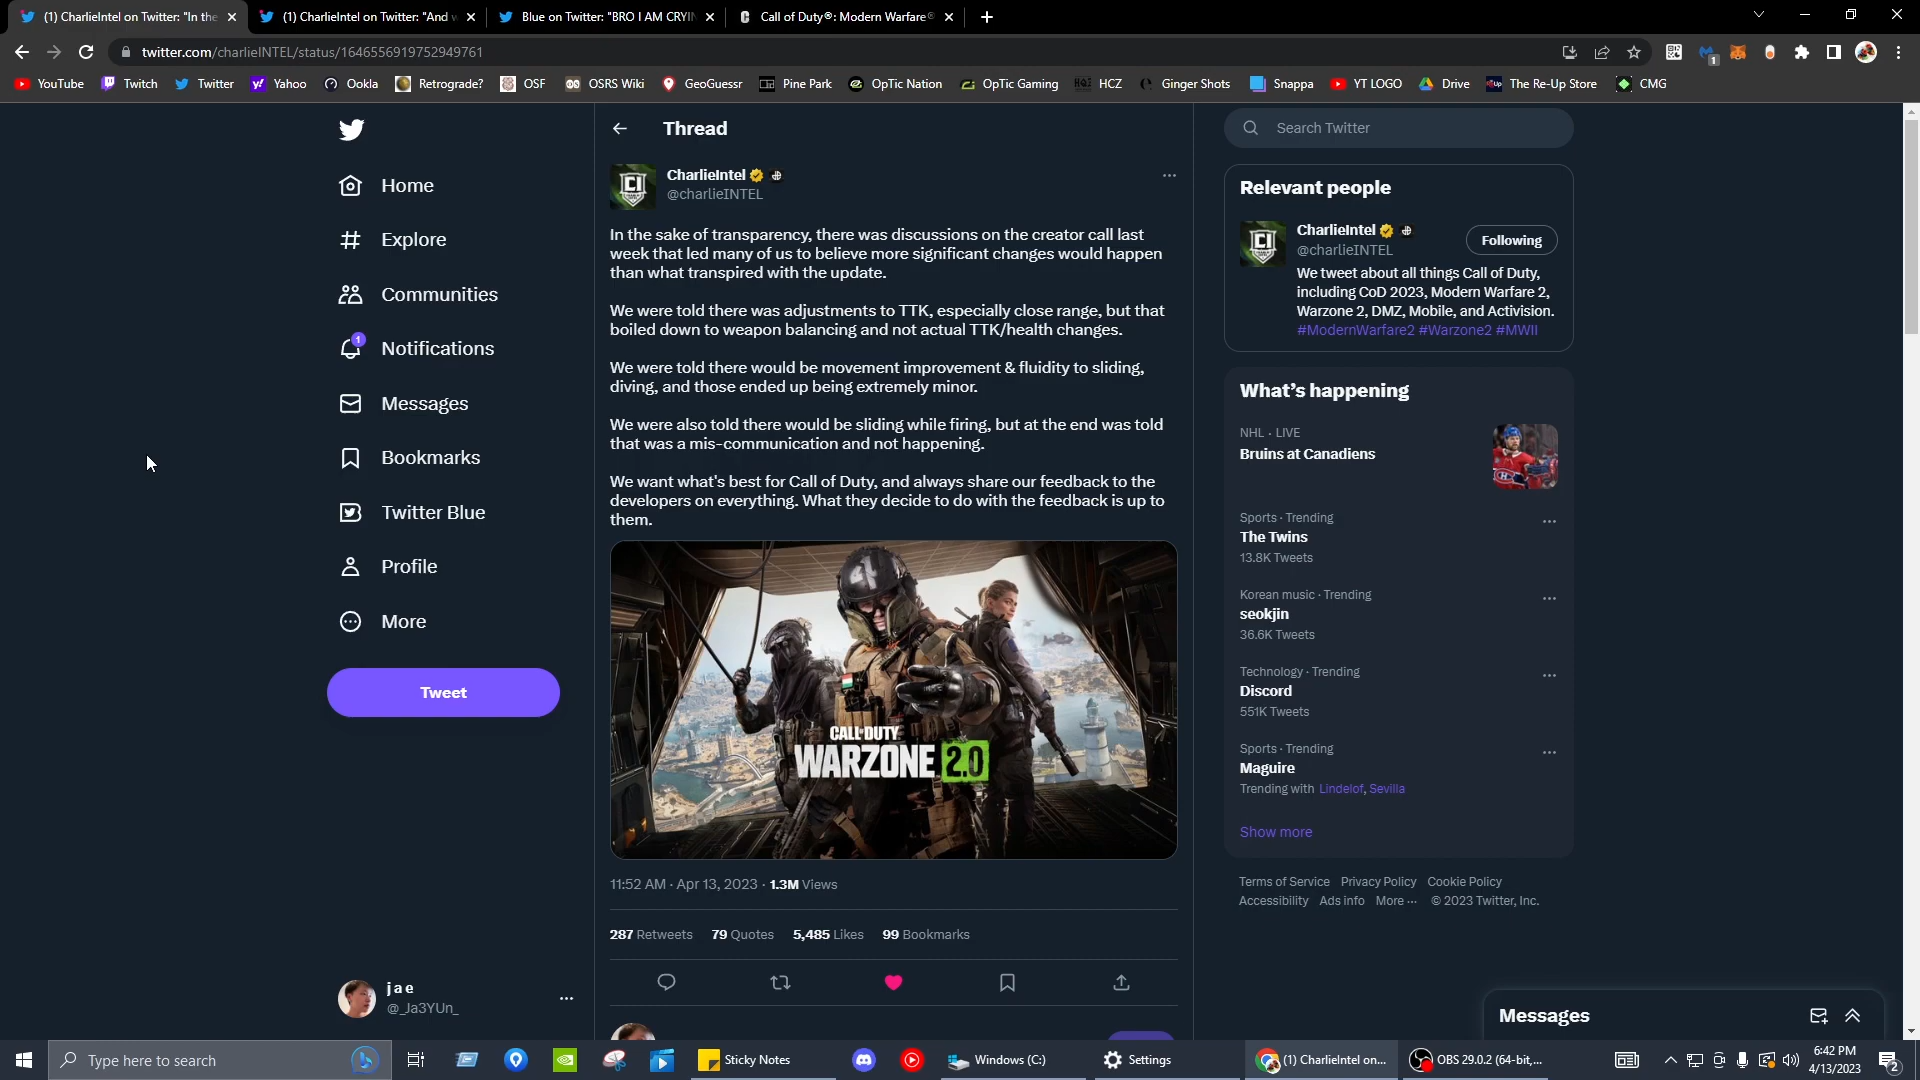 (1) CharlieIntel on Twitter: "In the
(1) CharlieIntel on Twitter: "And w
Blue on Twitter: "BRO I AM CRYIN
Call of Duty®: Modern Warfare®
twitter.com/charlieINTEL/status/1646556919752949761
1
YouTube
Twitch
Twitter
Yahoo
Ookla
Retrograde?
OSF
OSRS Wiki
GeoGuessr
Pine Park
OpTic Nation
OpTic Gaming
HCZ
Ginger Shots
Snappa
YT LOGO
Drive
The Re-Up Store
CMG
Home
Explore
Communities
1
Notifications
Messages
Bookmarks
Twitter Blue
Profile
More
Tweet
jae
@_Ja3YUn_
Thread
CharlieIntel
@charlieINTEL
In the sake of transparency, there was discussions on the creator call last
week that led many of us to believe more significant changes would happen
than what transpired with the update.
We were told there was adjustments to TTK, especially close range, but that
boiled down to weapon balancing and not actual TTK/health changes.
We were told there would be movement improvement & fluidity to sliding,
diving, and those ended up being extremely minor.
We were also told there would be sliding while firing, but at the end was told
that was a mis-communication and not happening.
We want what's best for Call of Duty, and always share our feedback to the
developers on everything. What they decide to do with the feedback is up to
them.
CALL OF DUTY
WARZONE 2.0
11:52 AM · Apr 13, 2023 · 1.3M Views
287 Retweets 79 Quotes 5,485 Likes 99 Bookmarks
Search Twitter
Relevant people
CharlieIntel
@charlieINTEL
Following
We tweet about all things Call of Duty,
including CoD 2023, Modern Warfare 2,
Warzone 2, DMZ, Mobile, and Activision.
#ModernWarfare2 #Warzone2 #MWII
What's happening
NHL · LIVE
Bruins at Canadiens
Sports · Trending
The Twins
13.8K Tweets
Korean music · Trending
seokjin
36.6K Tweets
Technology · Trending
Discord
551K Tweets
Sports · Trending
Maguire
Trending with Lindelof, Sevilla
Show more
Terms of Service Privacy Policy Cookie Policy
Accessibility Ads info More ··· © 2023 Twitter, Inc.
Messages
Type here to search
Sticky Notes
Windows (C:)
Settings
(1) CharlieIntel on...
OBS 29.0.2 (64-bit,...
6:42 PM
4/13/2023
2